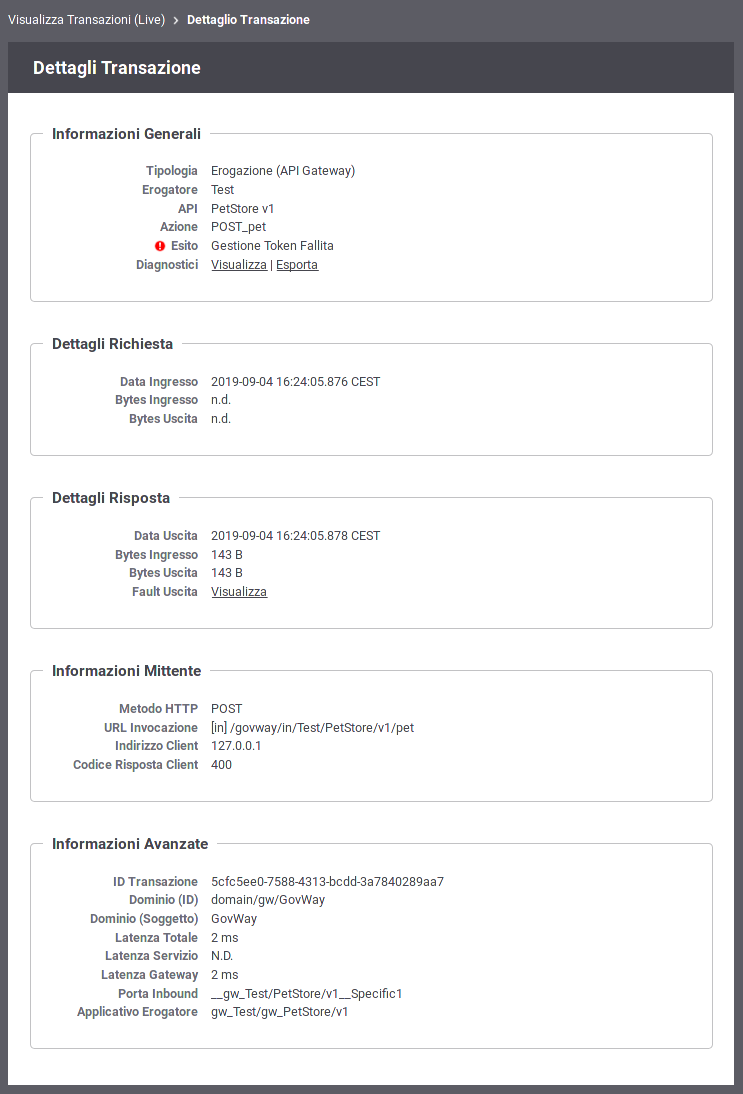 Visualizza Transazioni (Live) > Dettaglio Transazione
Dettagli Transazione
Informazioni Generali
Tipologia Erogazione (API Gateway)
Erogatore Test
API PetStore v1
Azione POST_pet
Esito Gestione Token Fallita
Diagnostici Visualizza | Esporta
Dettagli Richiesta
Data Ingresso 2019-09-04 16:24:05.876 CEST
Bytes Ingresso n.d.
Bytes Uscita n.d.
Dettagli Risposta
Data Uscita 2019-09-04 16:24:05.878 CEST
Bytes Ingresso 143 B
Bytes Uscita 143 B
Fault Uscita Visualizza
Informazioni Mittente
Metodo HTTP POST
URL Invocazione [in] /govway/in/Test/PetStore/v1/pet
Indirizzo Client 127.0.0.1
Codice Risposta Client 400
Informazioni Avanzate
ID Transazione 5cfc5ee0-7588-4313-bcdd-3a7840289aa7
Dominio (ID) domain/gw/GovWay
Dominio (Soggetto) GovWay
Latenza Totale 2 ms
Latenza Servizio N.D.
Latenza Gateway 2 ms
Porta Inbound __gw_Test/PetStore/v1__Specific1
Applicativo Erogatore gw_Test/gw_PetStore/v1